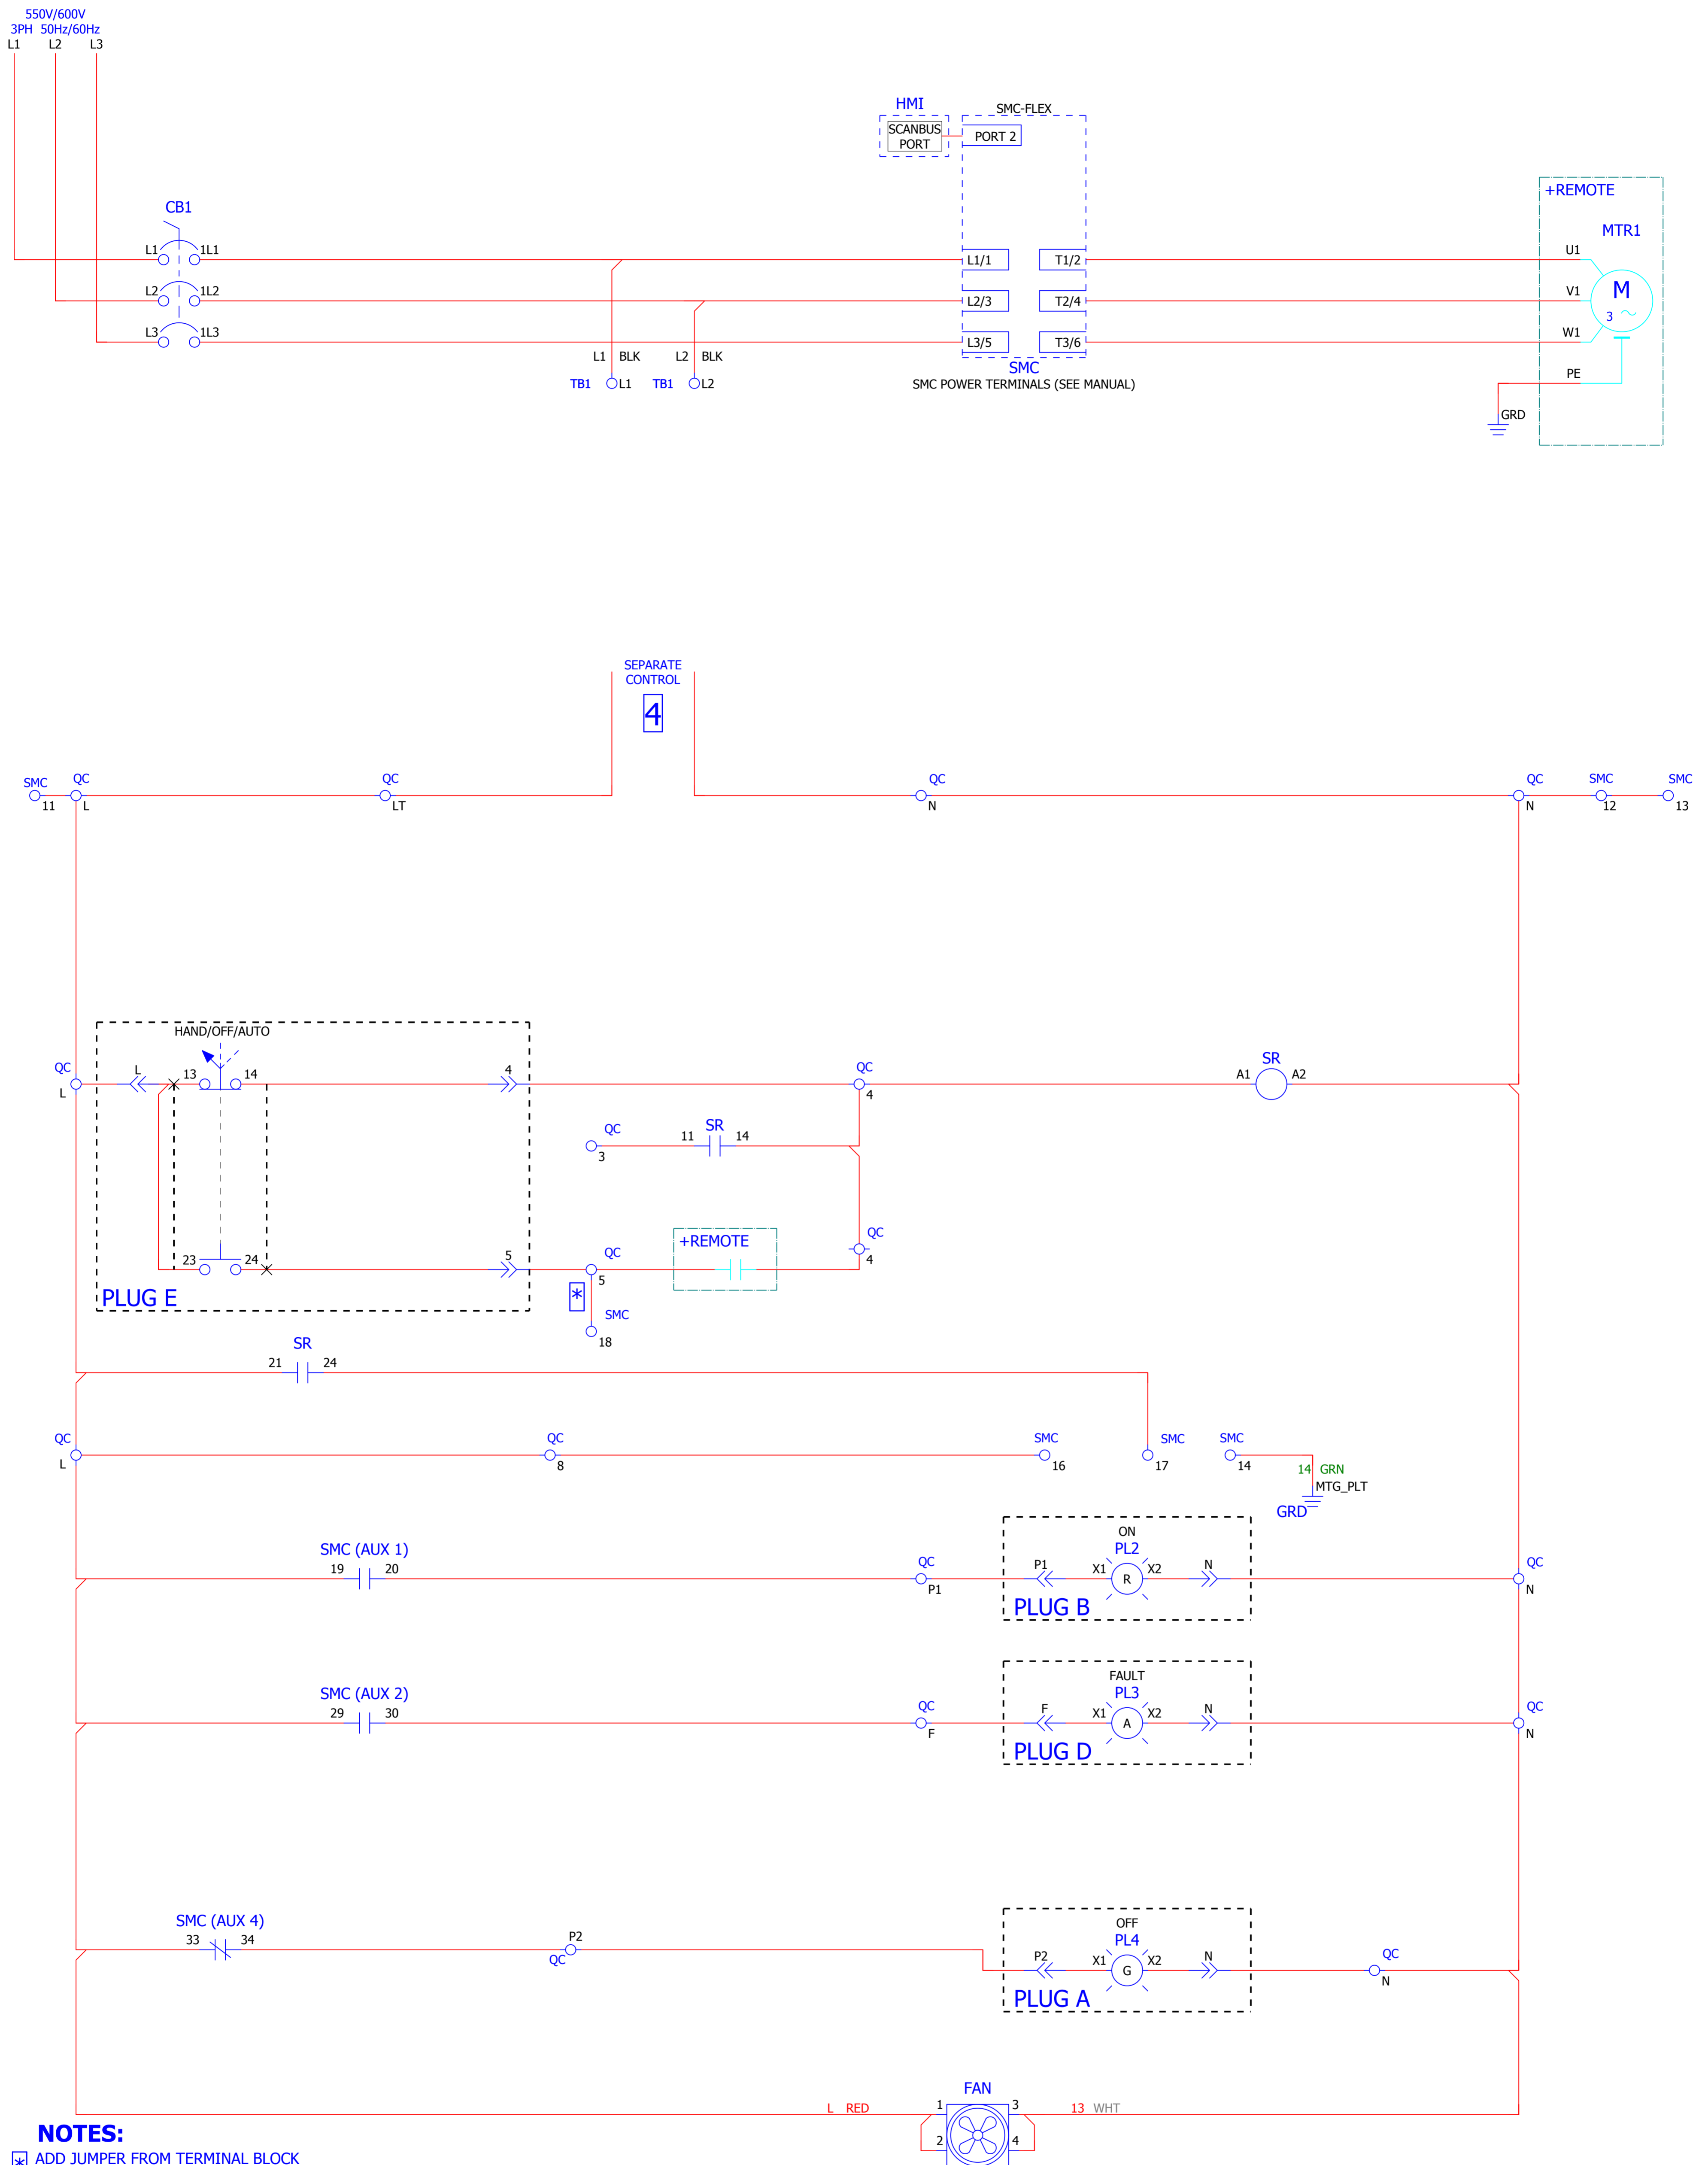 550V/600V
3PH 50Hz/60Hz
L1 L2 L3
HMI
SCANBUS
PORT
SMC-FLEX
PORT 2
+REMOTE
MTR1
CB1
L1 1L1
L1/1 T1/2
U1
L2 1L2
L2/3 T2/4
V1
M
3
L3 1L3
L3/5 T3/6
W1
L1 BLK L2 BLK
SMC
PE
TB1 L1 TB1 L2
SMC POWER TERMINALS (SEE MANUAL)
GRD
SEPARATE
CONTROL
4
SMC QC QC QC QC SMC SMC
11 L LT N N 12 13
HAND/OFF/AUTO
QC L 13 14 4 QC A1 SR A2
L 4
QC 11 SR 14
3
+REMOTE QC
23 24 5 QC 4
5
PLUG E
*
SMC
18
SR
21 24
QC QC SMC SMC SMC
L 8 16 17 14
14 GRN
MTG_PLT
GRD
ON
SMC (AUX 1) PL2
19 20 QC P1 X1 R X2 N QC
P1 N
PLUG B
FAULT
SMC (AUX 2) PL3
29 30 QC F X1 A X2 N QC
F N
PLUG D
OFF
SMC (AUX 4) PL4
33 34 P2 P2 X1 G X2 N QC
QC N
PLUG A
FAN
L RED 1 3 13 WHT
2 4
NOTES:
* ADD JUMPER FROM TERMINAL BLOCK